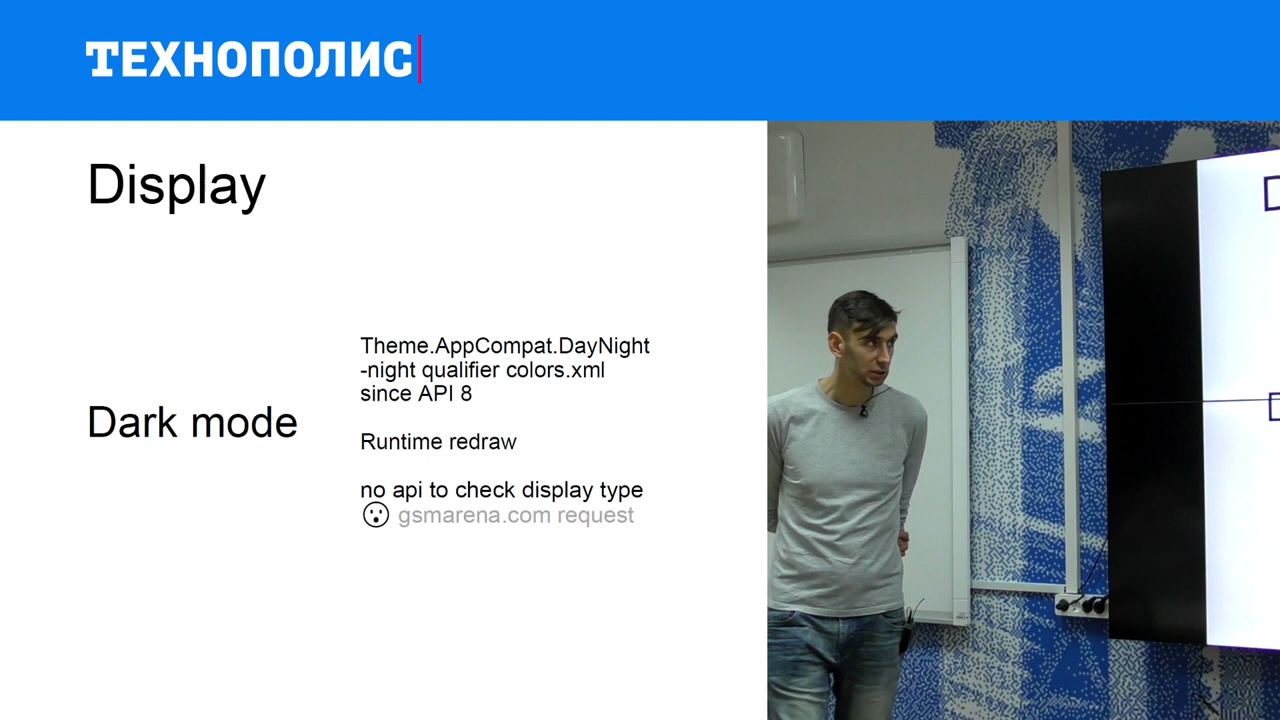 ТЕХНОПОЛИС
Display
Dark mode
Theme.AppCompat.DayNight
-night qualifier colors.xml
since API 8
Runtime redraw
no api to check display type
😮 gsmarena.com request